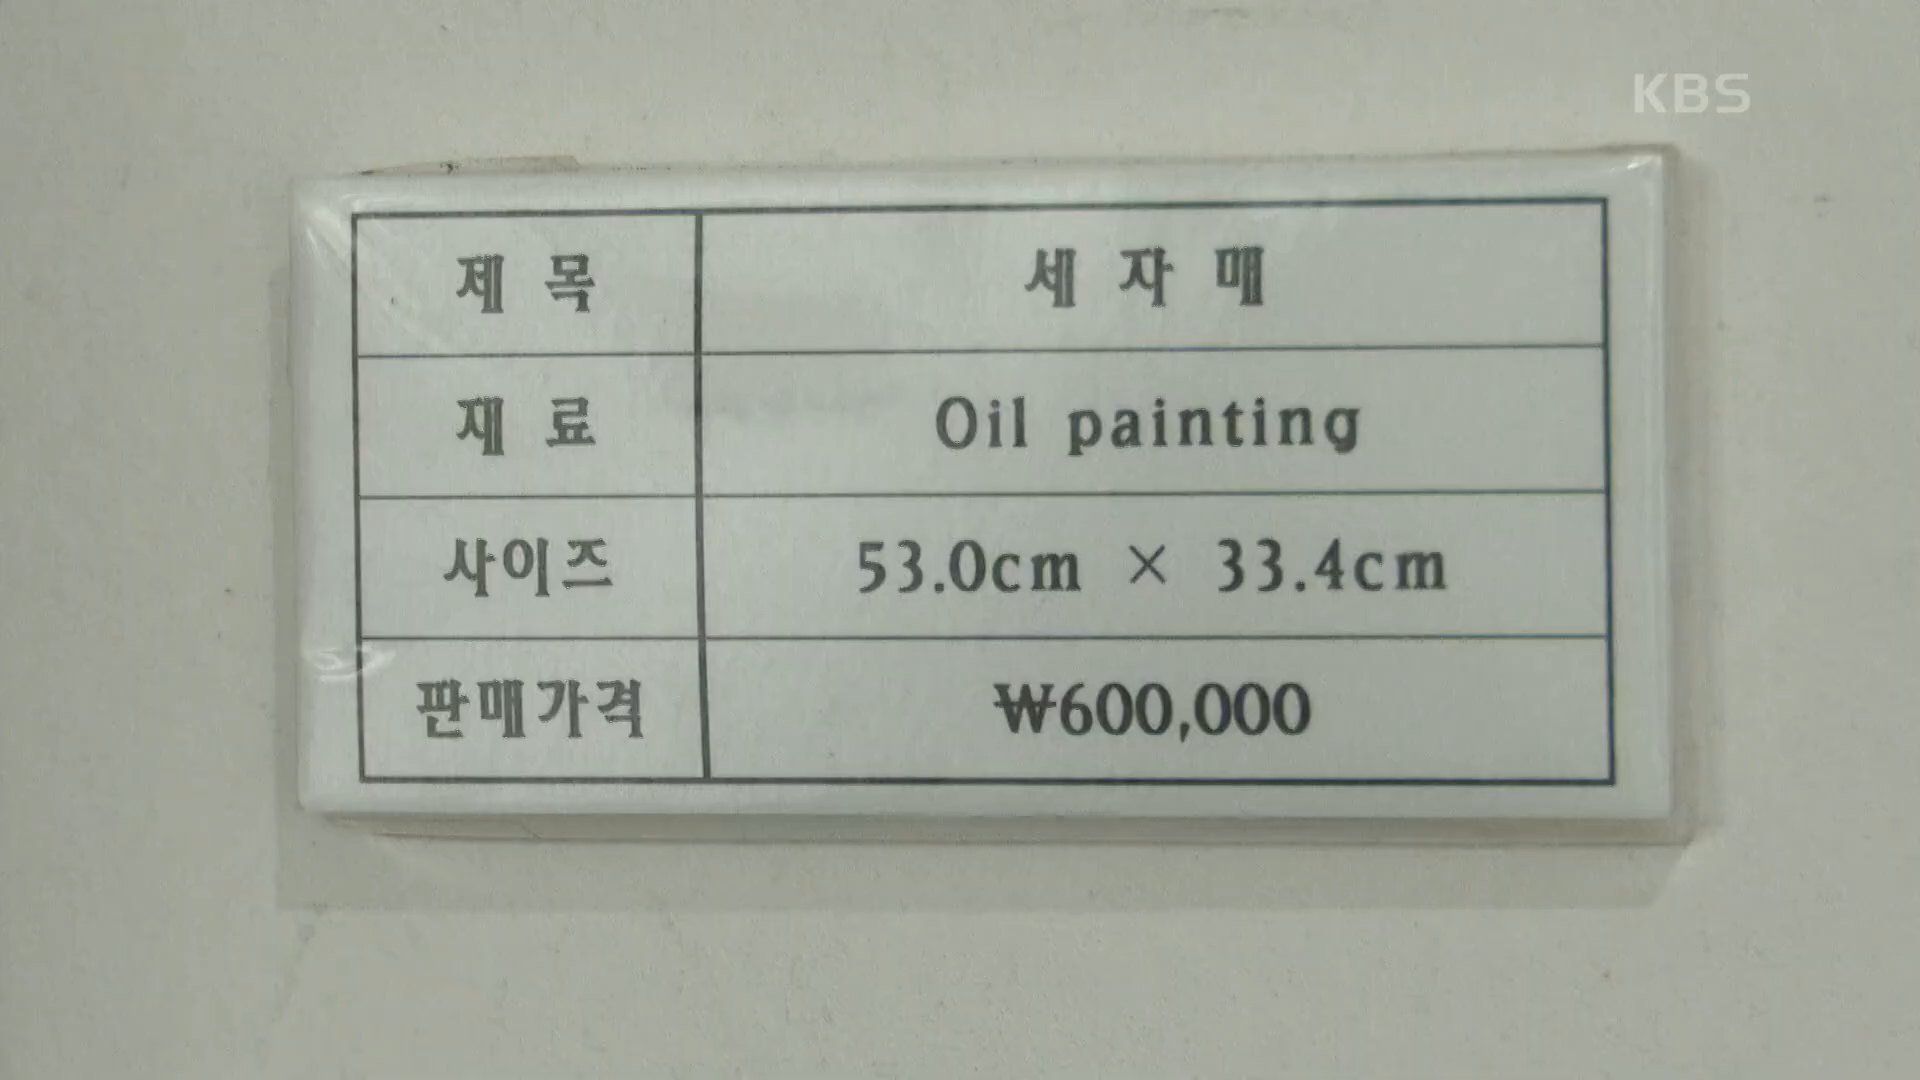 KBS
제 목 세 자 매
재 료 Oil painting
사이즈 53.0cm × 33.4cm
판매가격 ₩600,000